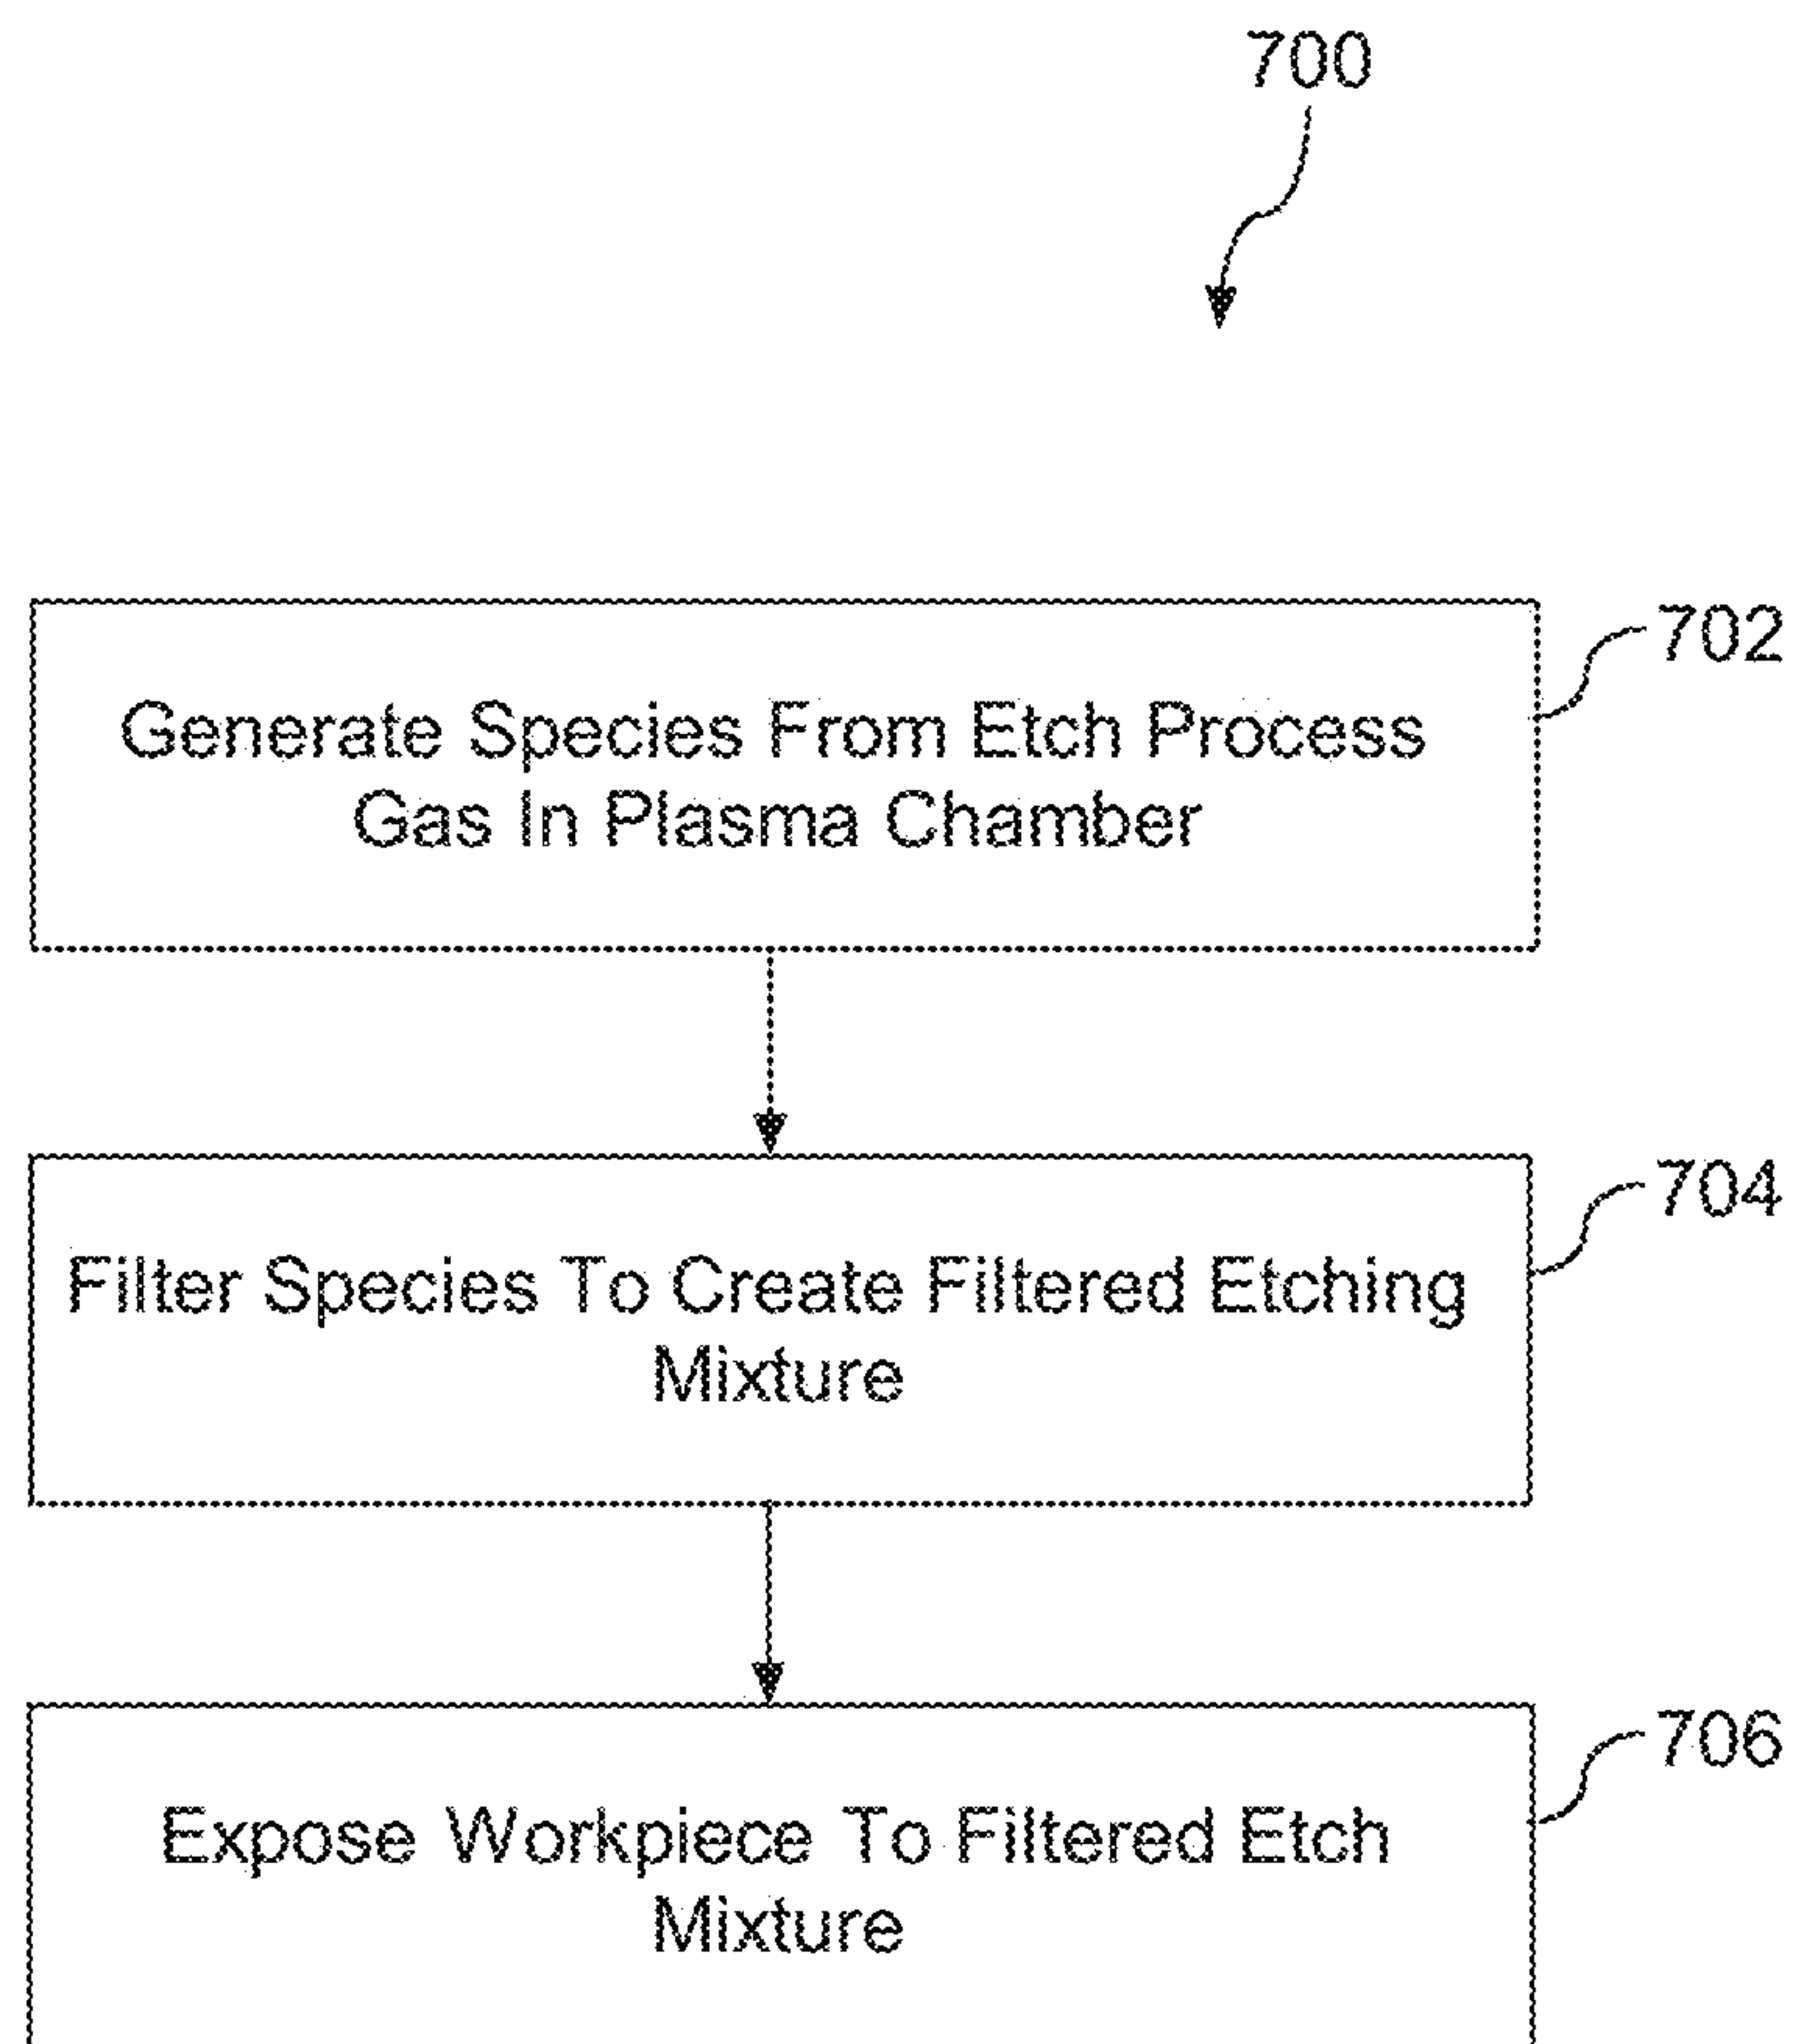 700
702
Generate Species From Etch Process
Gas In Plasma Chamber
704
Filter Species To Create Filtered Etching
Mixture
706
Expose Workpiece To Filtered Etch
Mixture